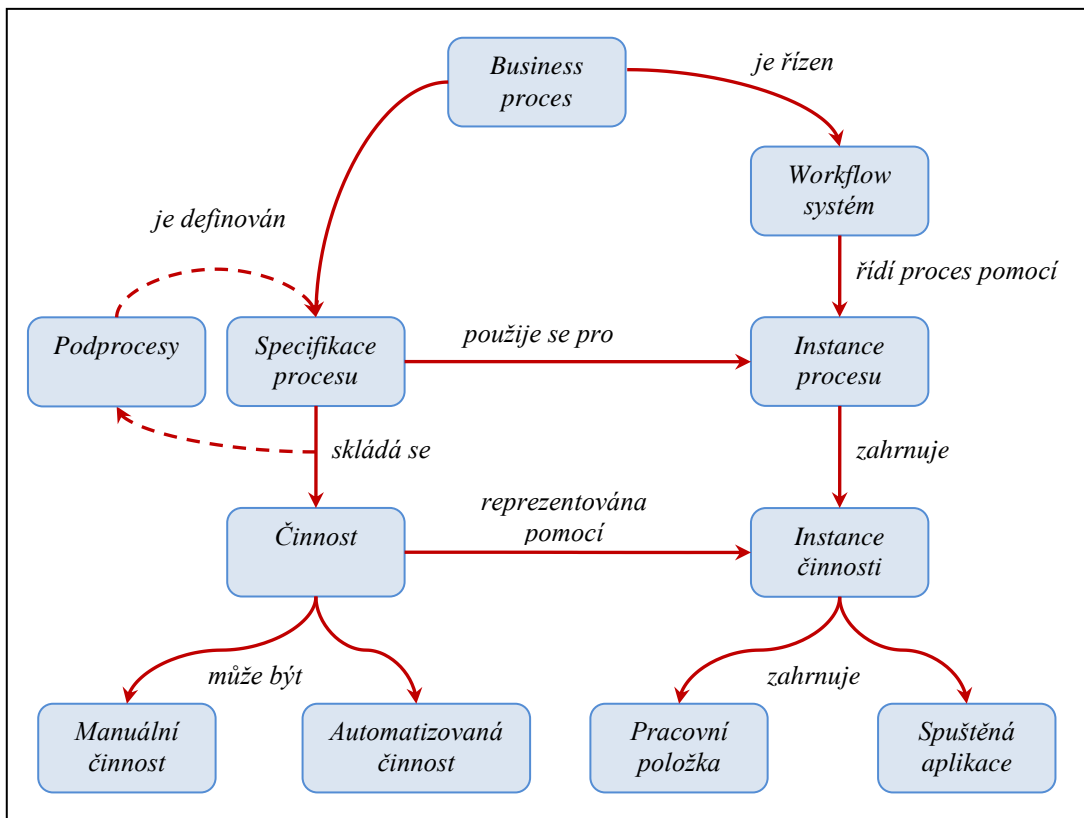 Business
proces
je řízen
Workflow
systém
je definován
řídí proces pomocí
Podprocesy
Specifikace
procesu
použije se pro
Instance
procesu
skládá se
zahrnuje
Činnost
reprezentována
pomocí
Instance
činnosti
může být
zahrnuje
Manuální
činnost
Automatizovaná
činnost
Pracovní
položka
Spuštěná
aplikace